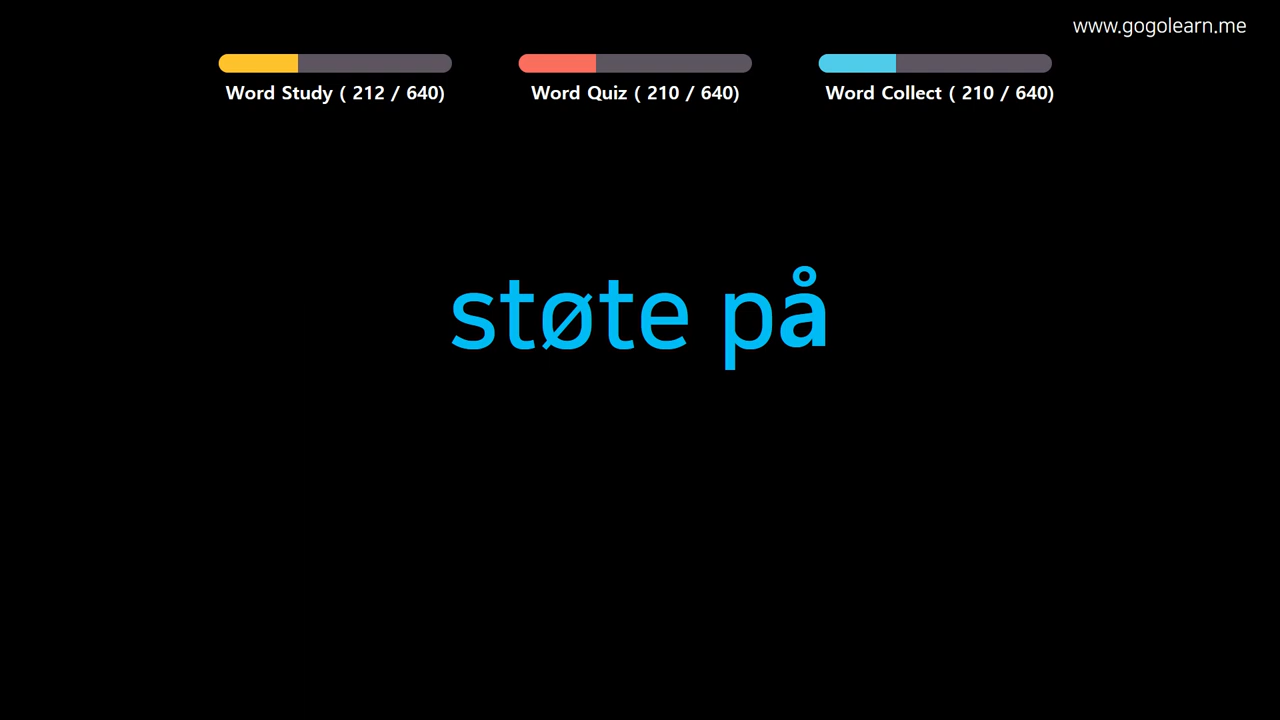 www.gogolearn.me
Word Study ( 212 / 640)
Word Quiz ( 210 / 640)
Word Collect ( 210 / 640)
støte på